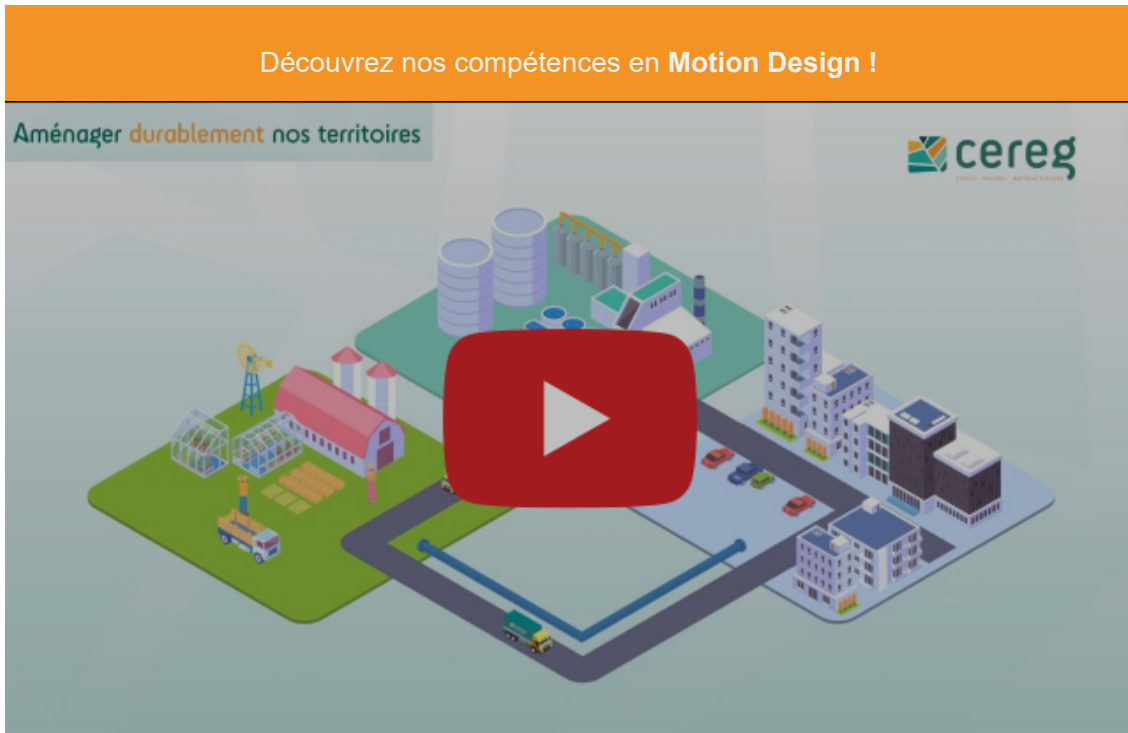 Découvrez nos compétences en Motion Design !
Aménager durablement nos territoires
cereg